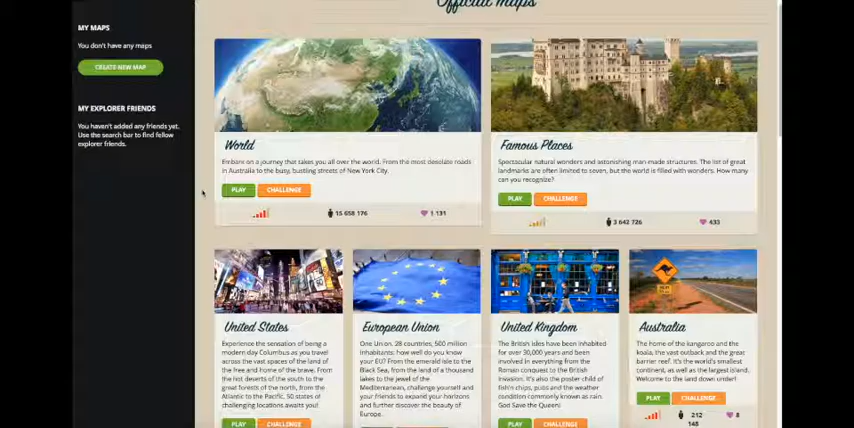 Official maps
MY MAPS
You don't have any maps
CREATE NEW MAP
MY EXPLORER FRIENDS
You haven't added any friends yet.
Use the search bar to find fellow
explorer friends.
World
Embark on a journey that takes you all over the world. From the most desolate roads
in Australia to the busy, bustling streets of New York City.
PLAY CHALLENGE
15 658 176 1 131
Famous Places
Spectacular natural wonders and astonishing man-made structures. The list of great
landmarks are often limited to seven, but the world is filled with wonders. How many
can you recognize?
PLAY CHALLENGE
3 642 726 433
United States
Experience the sensation of being a
modern day Columbus as you travel
across the vast spaces of the land of
the free and home of the brave. From
the hot deserts of the south to the
great forests of the north, from the
Atlantic to the Pacific, 50 states of
challenging locations awaits you!
PLAY CHALLENGE
European Union
One Union, 28 countries, 500 million
inhabitants: how well do you know
your EU? From the emerald isle to the
Black Sea, from the land of a thousand
lakes to the jewel of the
Mediterranean, challenge yourself and
your friends to expand your horizons
and further discover the beauty of
Europe.
United Kingdom
The British Isles have been inhabited
for over 30,000 years and been
involved in everything from the
Roman conquest to the British
Invasion. It's also the poster child of
fish'n chips, pubs and the weather
condition commonly known as rain.
God Save the Queen!
PLAY CHALLENGE
Australia
The home of the kangaroo and the
koala, the vast outback and the great
barrier reef. It's the world's smallest
continent, as well as the largest island.
Welcome to the land down under!
PLAY CHALLENGE
212 8
148